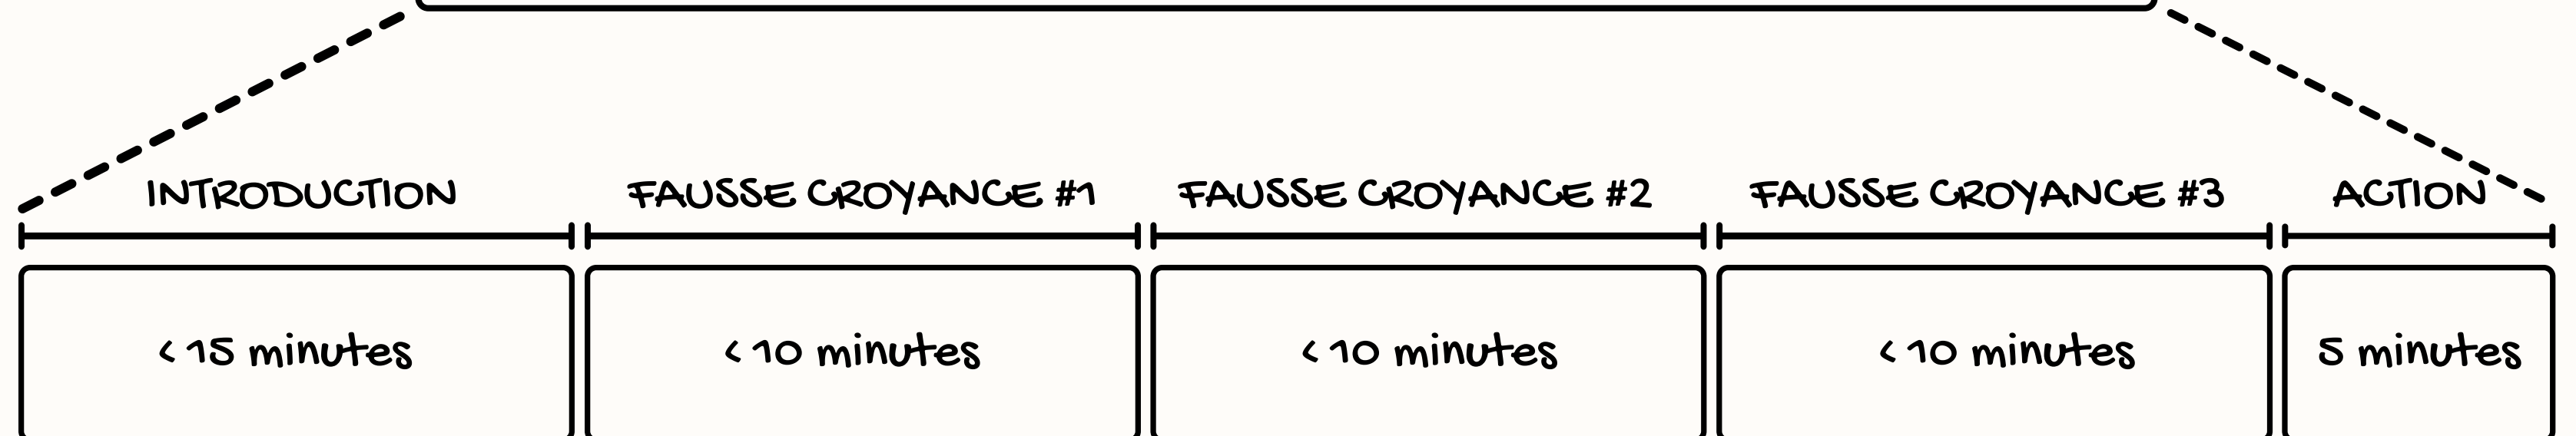 INTRODUCTION FAUSSE CROYANCE #1 FAUSSE CROYANCE #2 FAUSSE CROYANCE #3 ACTION
< 15 minutes < 10 minutes < 10 minutes < 10 minutes 5 minutes